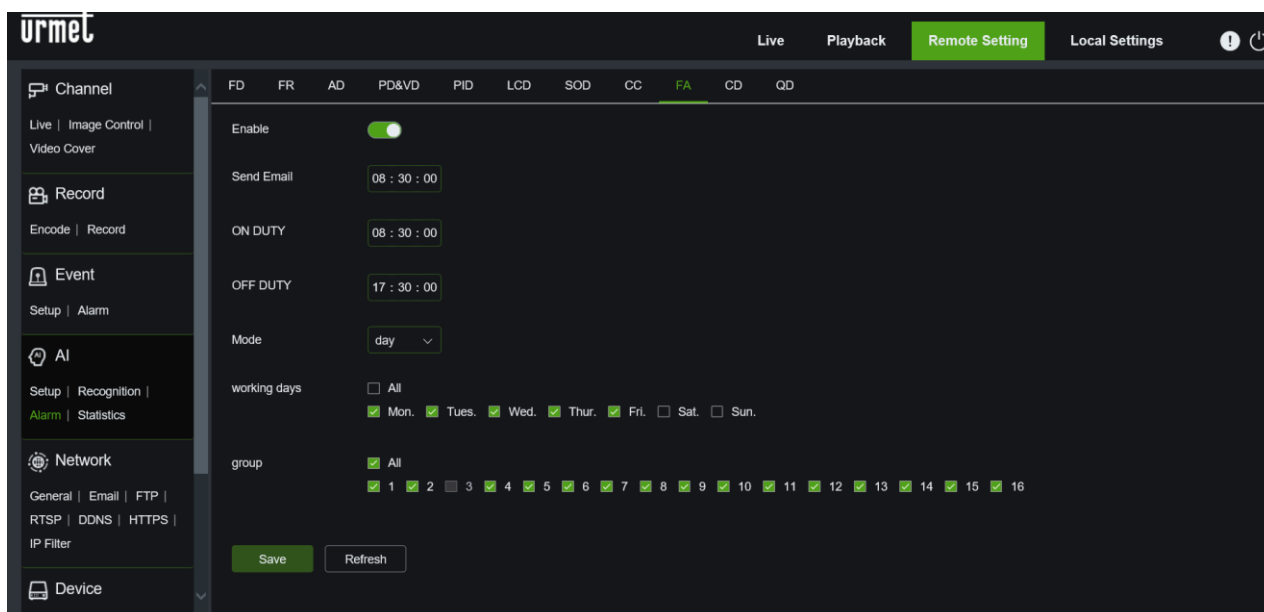 urmet
Live Playback Remote Setting Local Settings
Channel
Live | Image Control |
Video Cover
Record
Encode | Record
Event
Setup | Alarm
AI
Setup | Recognition |
Alarm | Statistics
Network
General | Email | FTP |
RTSP | DDNS | HTTPS |
IP Filter
Device
FD FR AD PD&VD PID LCD SOD CC FA CD QD
Enable
Send Email 08 : 30 : 00
ON DUTY 08 : 30 : 00
OFF DUTY 17 : 30 : 00
Mode day
working days All
Mon. Tues. Wed. Thur. Fri. Sat. Sun.
group All
1 2 3 4 5 6 7 8 9 10 11 12 13 14 15 16
Save Refresh